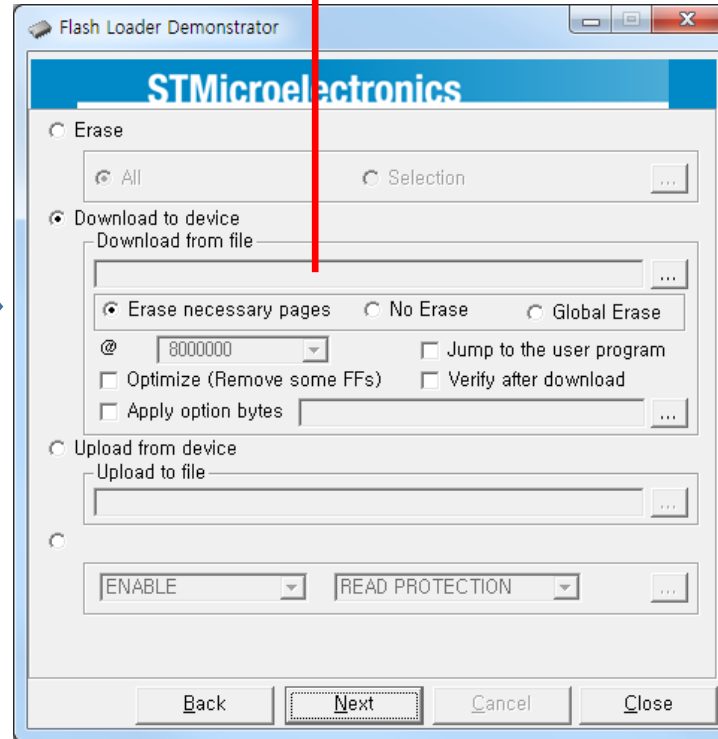 Flash Loader Demonstrator
STMicroelectronics
Erase
All Selection ...
Download to device
Download from file
...
Erase necessary pages No Erase Global Erase
@ 8000000 Jump to the user program
Optimize (Remove some FFs) Verify after download
Apply option bytes ...
Upload from device
Upload to file
...
ENABLE READ PROTECTION ...
Back Next Cancel Close